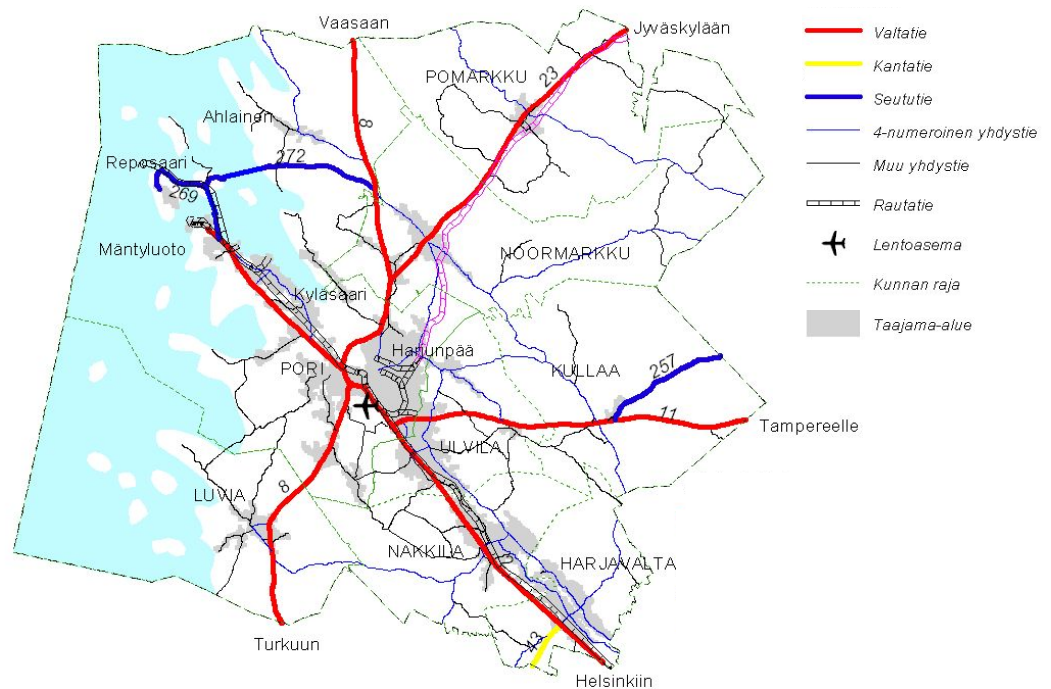 Vaasaan
Jyväskylään
8
23
POMARKKU
Ahlainen
272
Reposaari
269
Mäntyluoto
NOORMARKKU
Kyläsaari
Harjunpää
PORI
KULLAA
257
11
Tampereelle
ULVILA
LUVIA
8
NAKKILA
2
HARJAVALTA
43
Turkuun
Helsinkiin
Valtatie
Kantatie
Seututie
4-numeroinen yhdystie
Muu yhdystie
Rautatie
Lentoasema
Kunnan raja
Taajama-alue